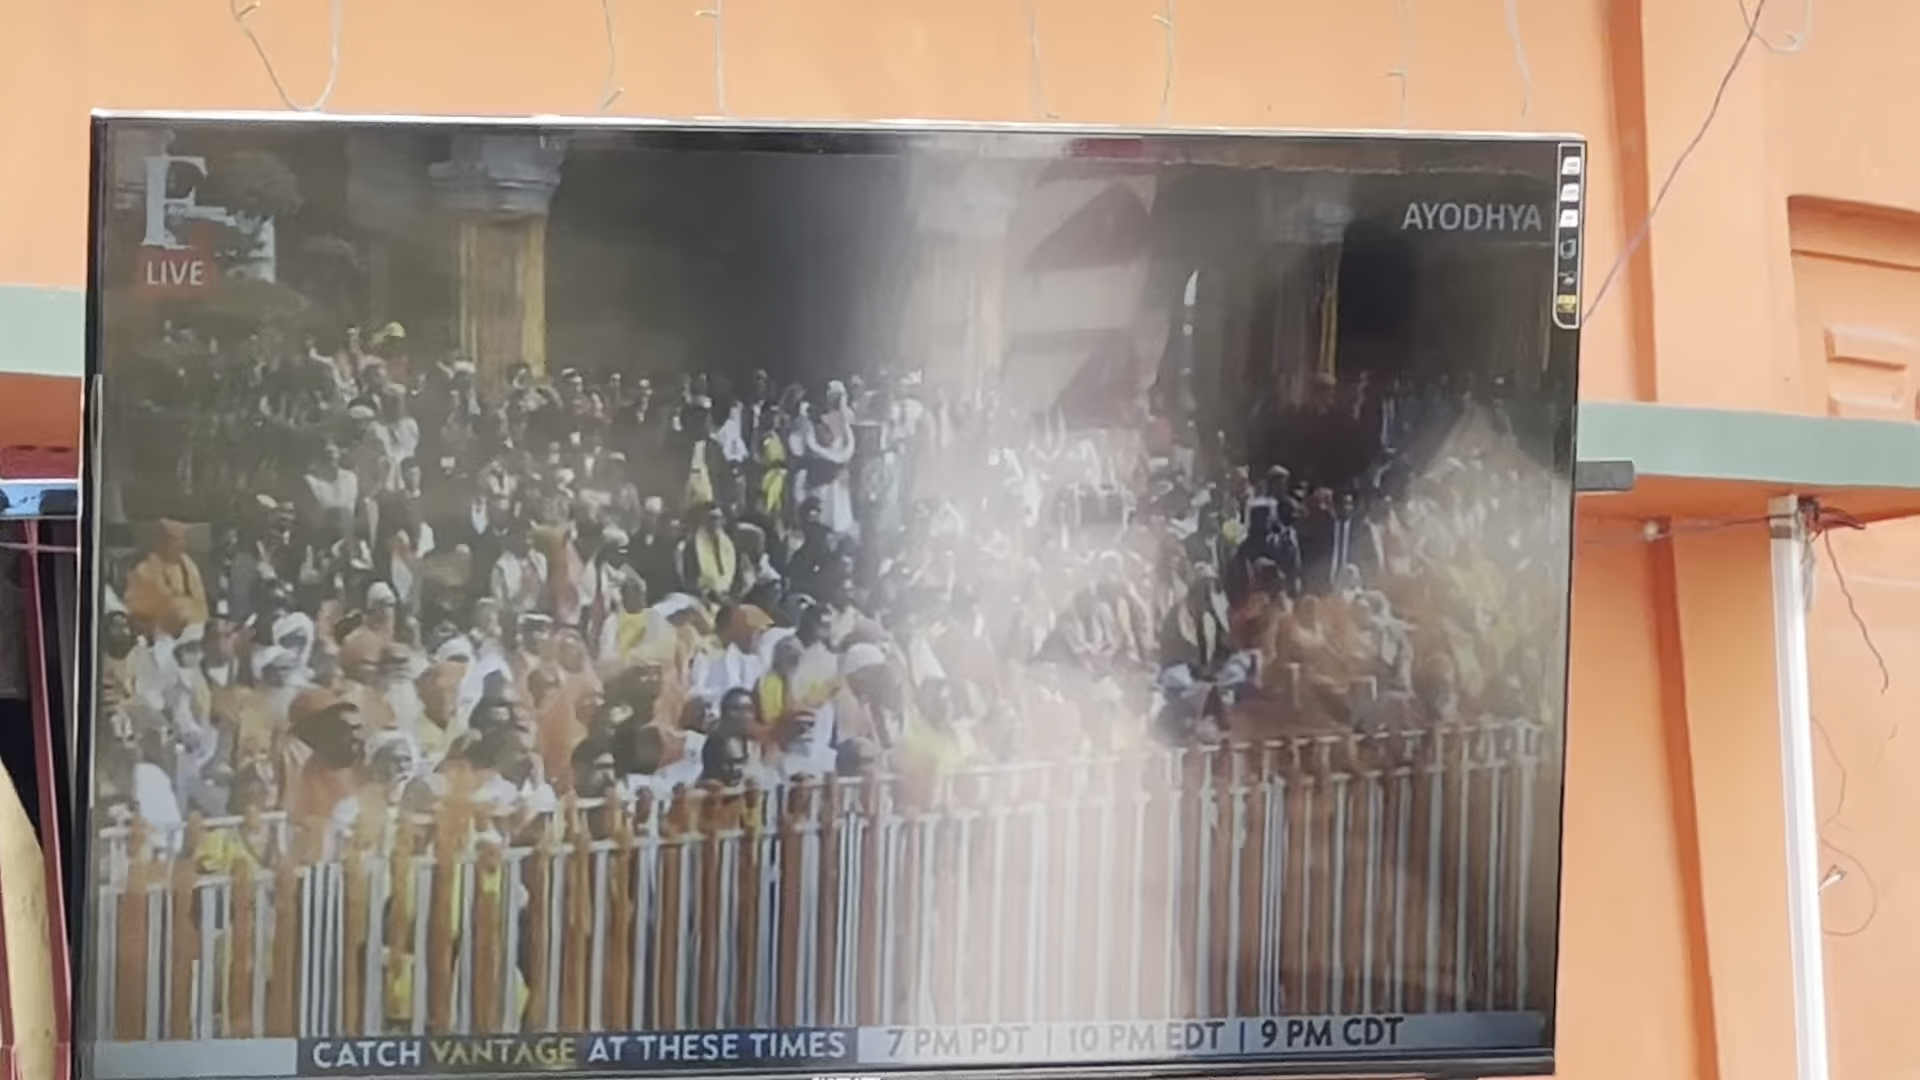 F
LIVE
AYODHYA
CATCH VANTAGE AT THESE TIMES 7 PM PDT | 10 PM EDT | 9 PM CDT